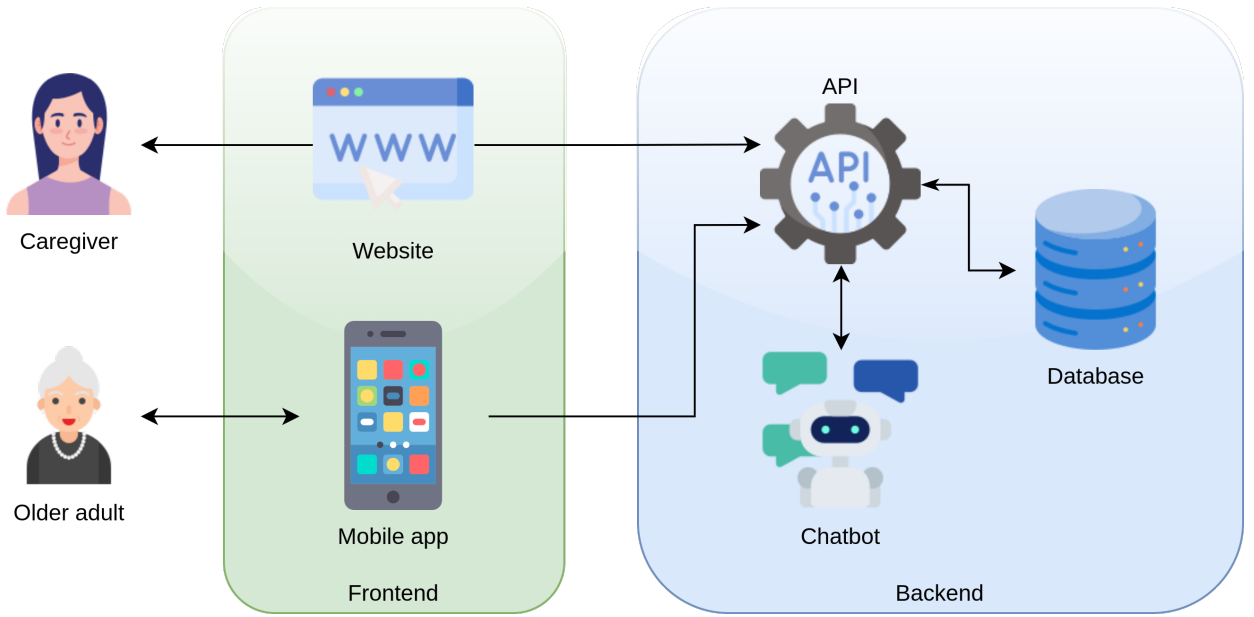 API
WWW
API
Caregiver
Website
Database
Older adult
Mobile app
Chatbot
Frontend
Backend